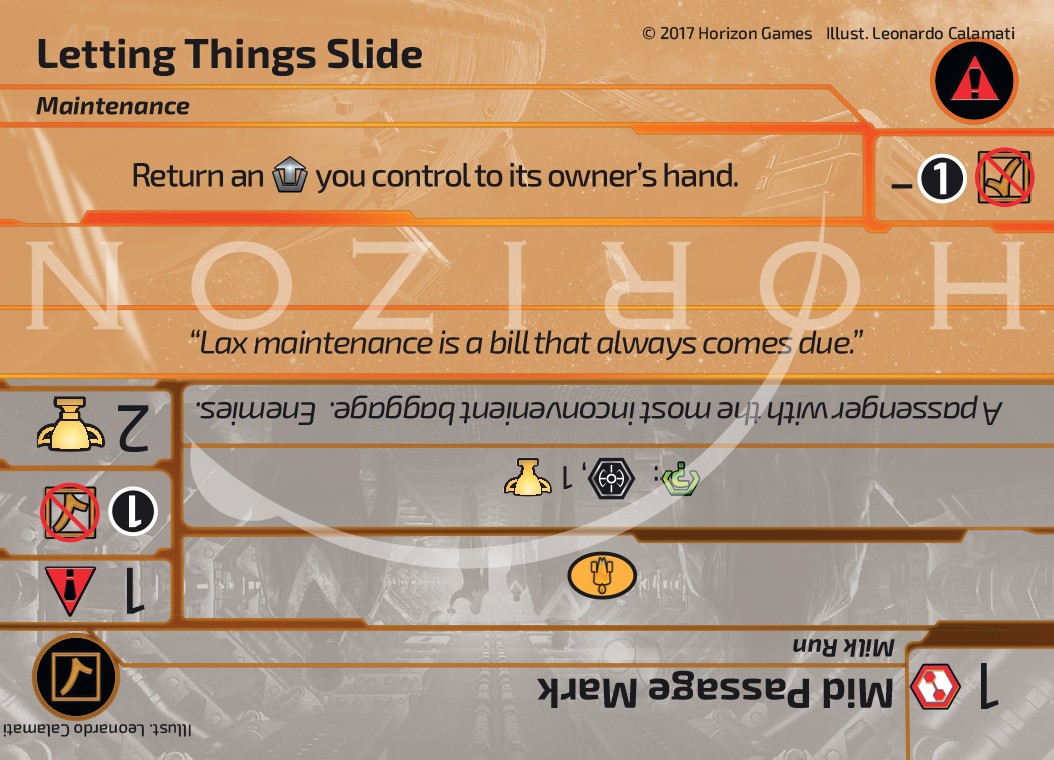 © 2017 Horizon Games Illust. Leonardo Calamati
Letting Things Slide
Maintenance
Return an you control to its owner's hand.
– 1
HORIZON
“Lax maintenance is a bill that always comes due.”
1
Mid Passage Mark
Illust. Leonardo Calamati
Milk Run
1
: , 1
1
A passenger with the most inconvenient baggage. Enemies.
2